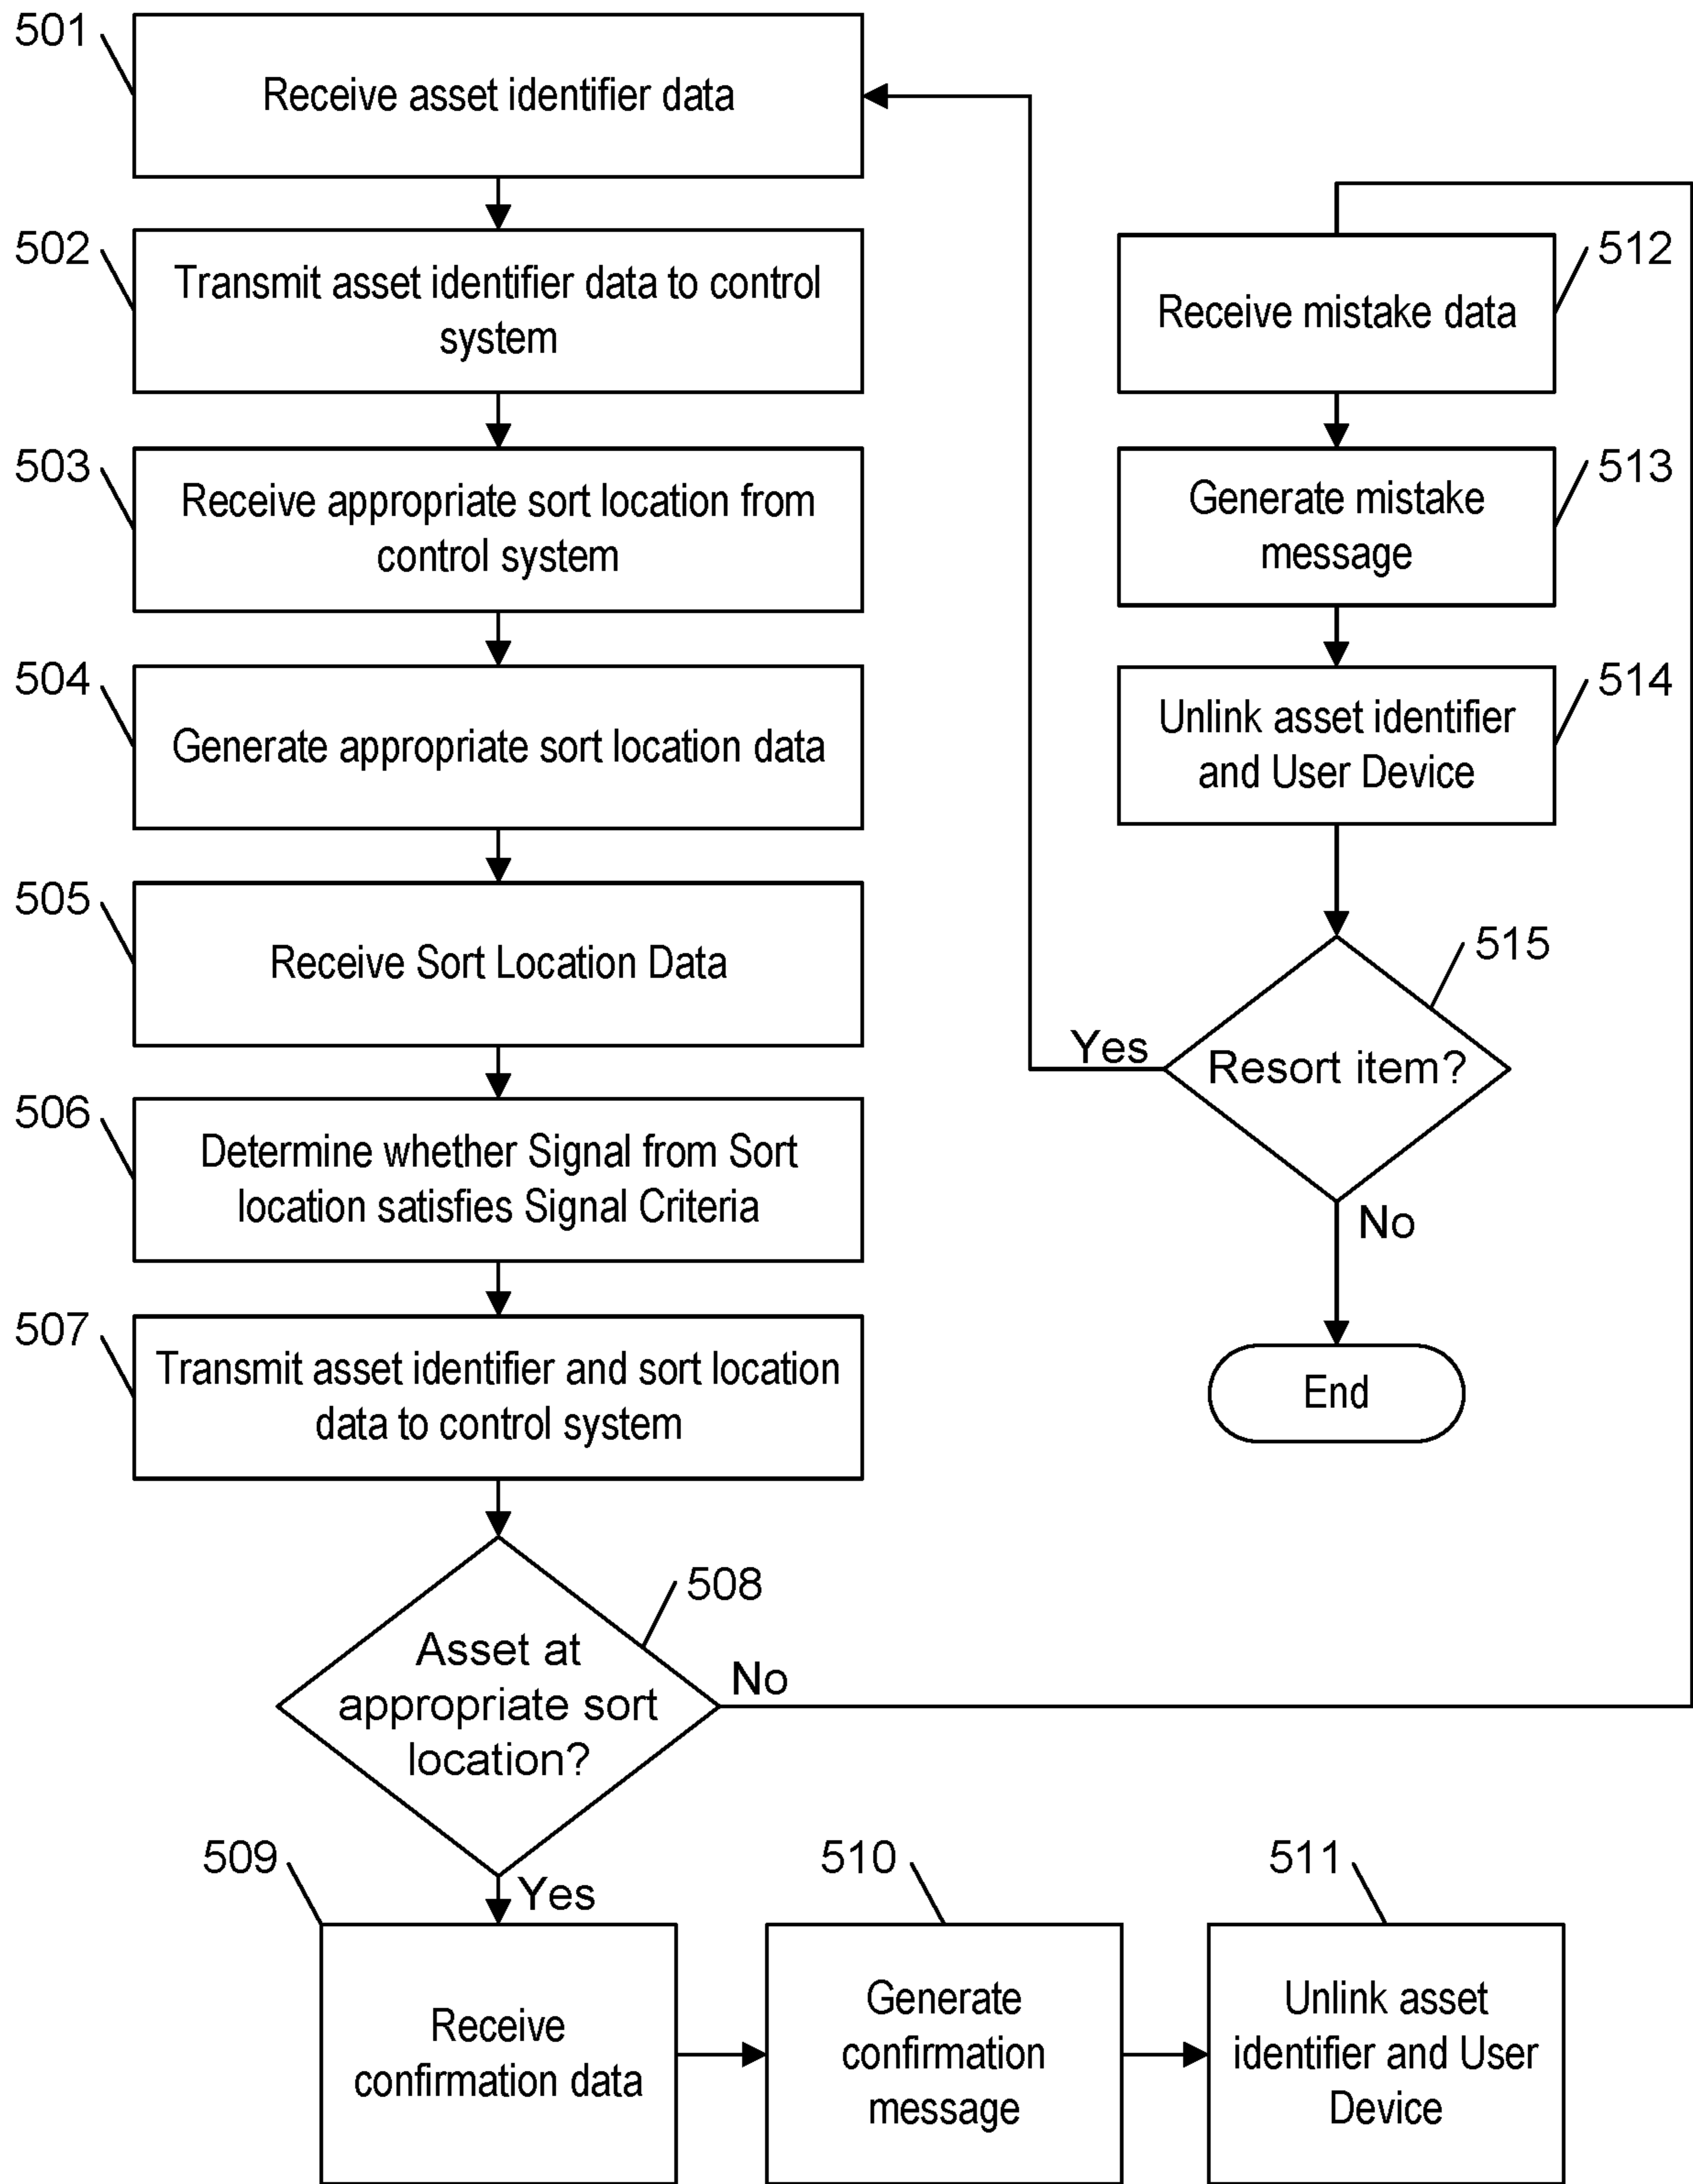 501
Receive asset identifier data
502
Transmit asset identifier data to control
system
503
Receive appropriate sort location from
control system
504
Generate appropriate sort location data
505
Receive Sort Location Data
506
Determine whether Signal from Sort
location satisfies Signal Criteria
507
Transmit asset identifier and sort location
data to control system
508
Asset at
appropriate sort
location?
No
Yes
509
Receive
confirmation data
510
Generate
confirmation
message
511
Unlink asset
identifier and User
Device
512
Receive mistake data
513
Generate mistake
message
514
Unlink asset identifier
and User Device
515
Resort item?
Yes
No
End